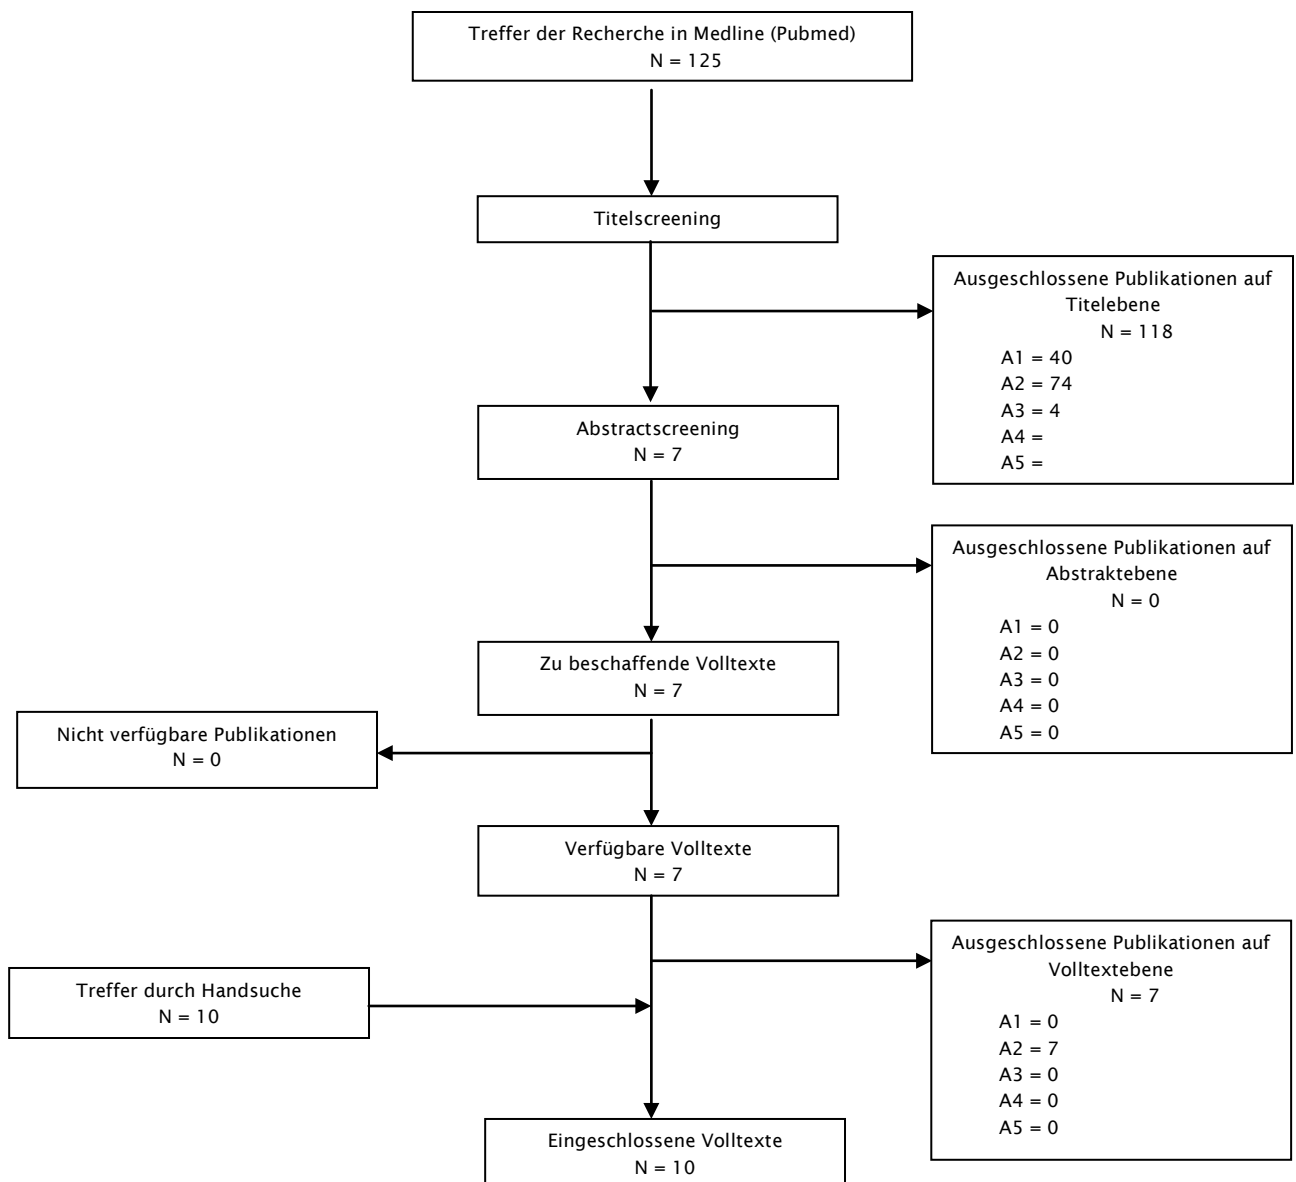 Treffer der Recherche in Medline (Pubmed)
N = 125
Titelscreening
Ausgeschlossene Publikationen auf
Titelebene
N = 118
A1 = 40
A2 = 74
A3 = 4
A4 =
A5 =
Abstractscreening
N = 7
Ausgeschlossene Publikationen auf
Abstraktebene
N = 0
A1 = 0
A2 = 0
A3 = 0
A4 = 0
A5 = 0
Zu beschaffende Volltexte
N = 7
Nicht verfügbare Publikationen
N = 0
Verfügbare Volltexte
N = 7
Ausgeschlossene Publikationen auf
Volltextebene
N = 7
A1 = 0
A2 = 7
A3 = 0
A4 = 0
A5 = 0
Treffer durch Handsuche
N = 10
Eingeschlossene Volltexte
N = 10